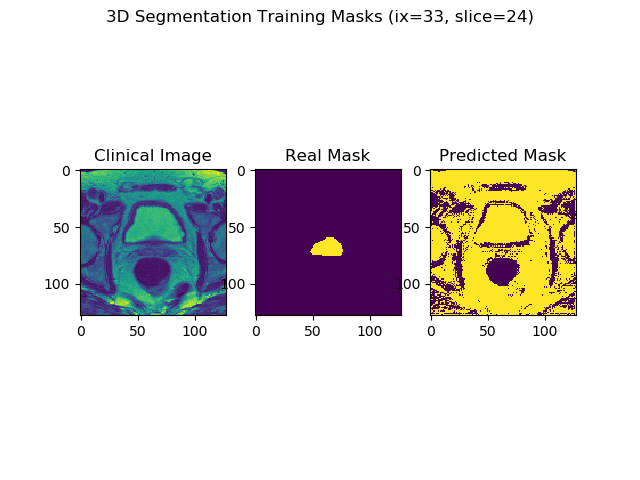 3D Segmentation Training Masks (ix=33, slice=24)
Clinical Image Real Mask Predicted Mask
0 0 0
50 50 50
100 100 100
0 50 100 0 50 100 0 50 100